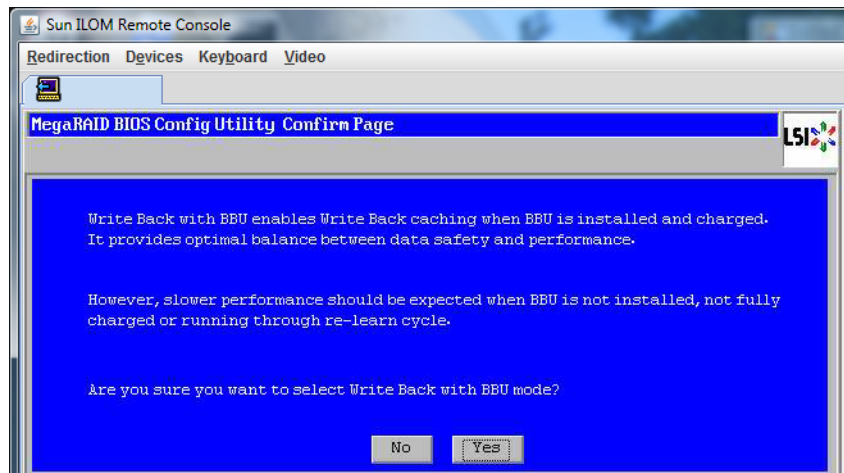 Sun ILOM Remote Console
Redirection Devices Keyboard Video
MegaRAID BIOS Config Utility Confirm Page
LSI
Write Back with BBU enables Write Back caching when BBU is installed and charged.
It provides optimal balance between data safety and performance.
However, slower performance should be expected when BBU is not installed, not fully
charged or running through re-learn cycle.
Are you sure you want to select Write Back with BBU mode?
No Yes